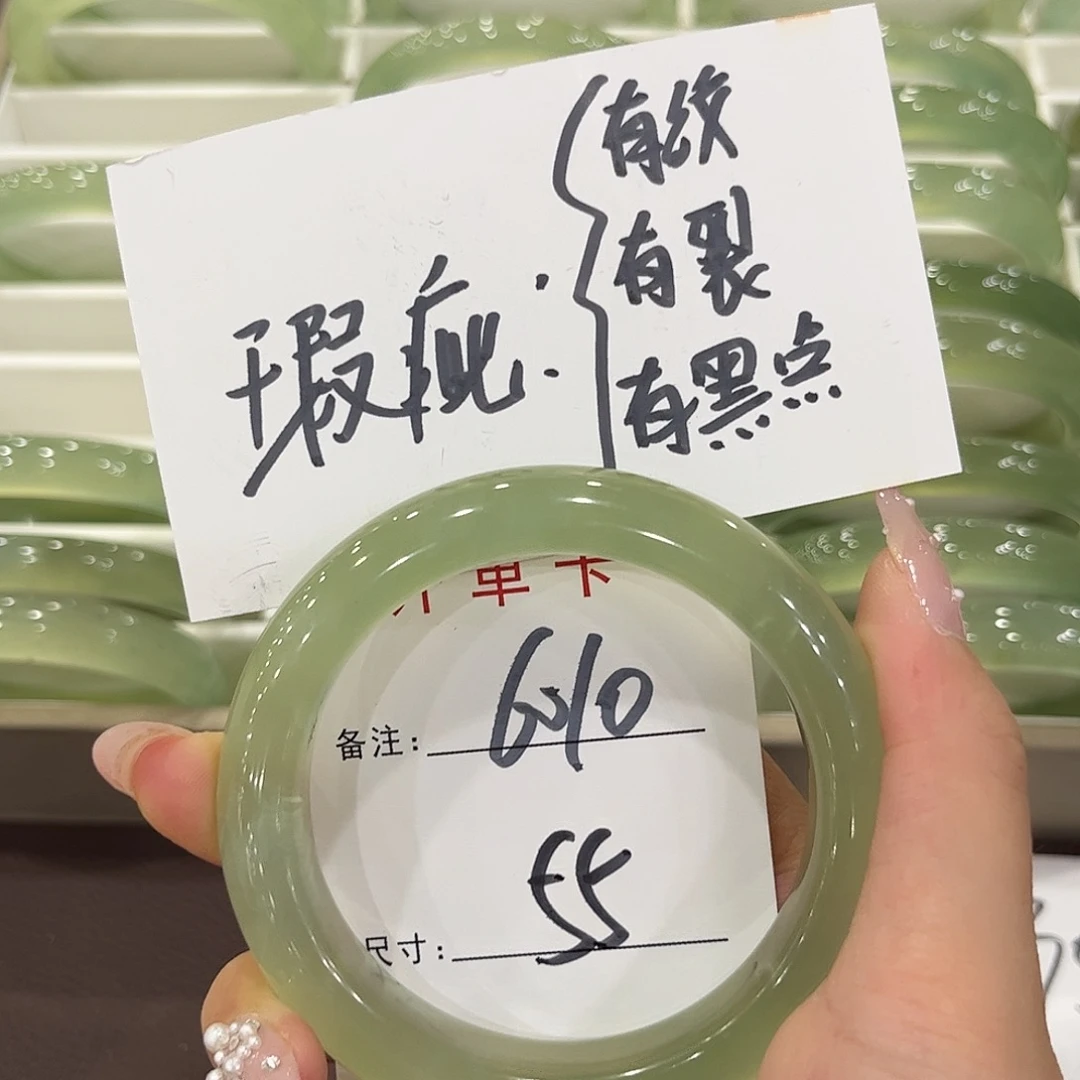 瑕疵:
有纹
有裂
有黑点
单卡
备注: 610
尺寸: 55